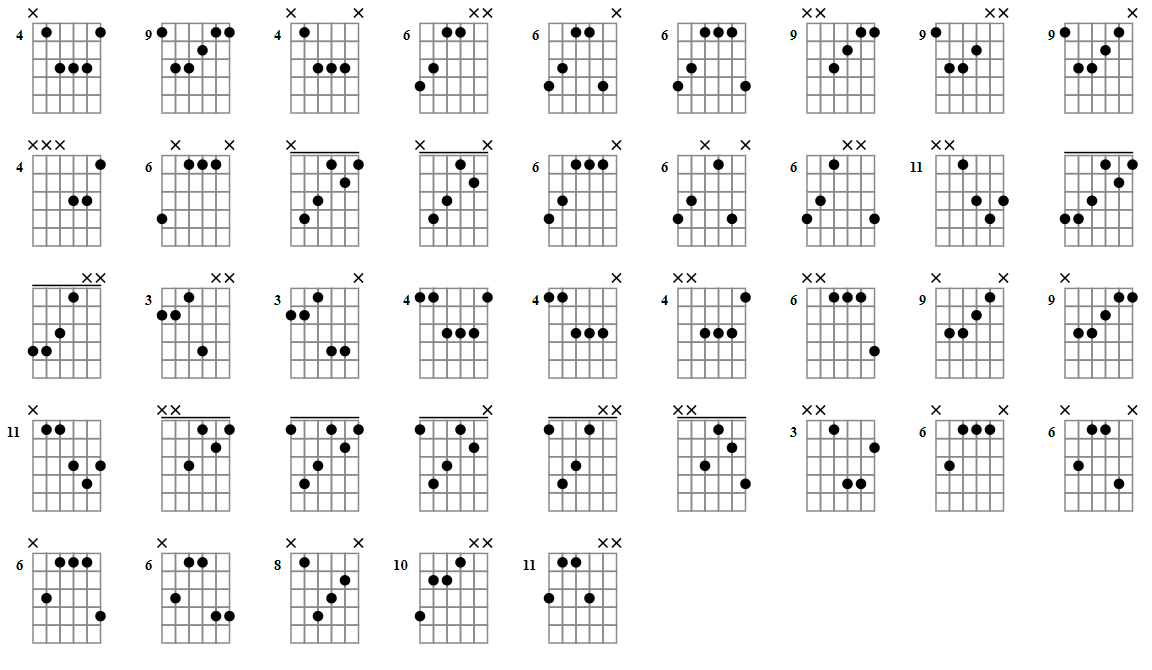 × × × × × × × × × × × × × ×
4 9 4 6 6 6 9 9 9
× × × × × × × × × × × × × × × × ×
4 6 6 6 6 11
× × × × × × × × × × × × ×
3 3 4 4 4 6 9 9
× × × × × × × × × × × × × × ×
11 3 6 6
× × × × × × × ×
6 6 8 10 11